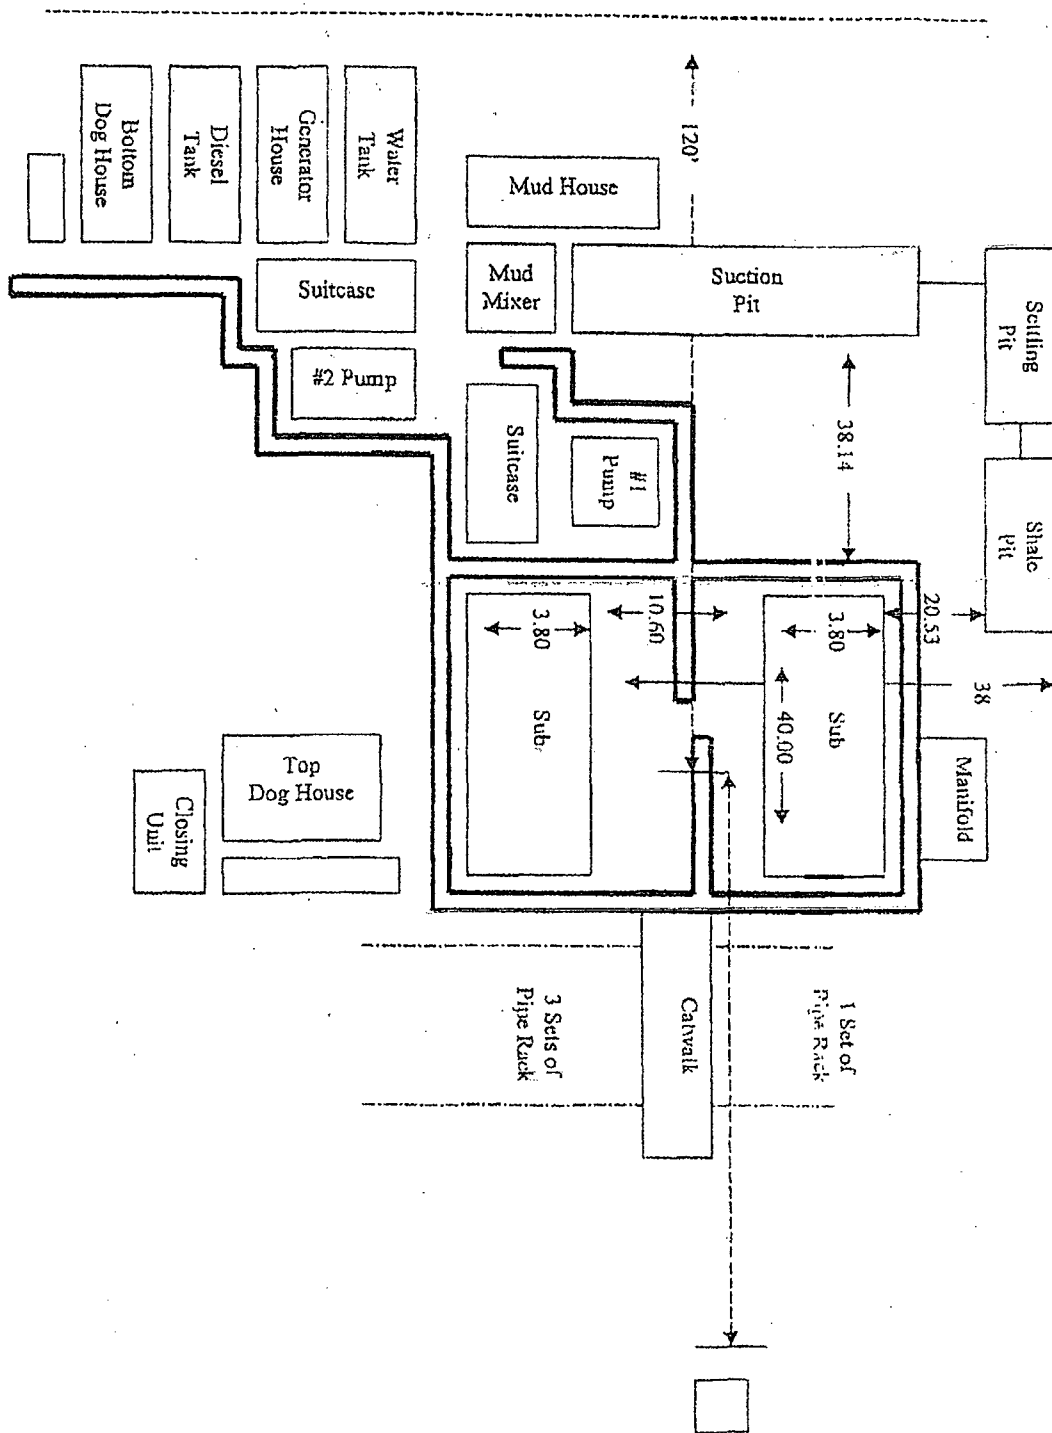 120'
Bottom
Dog House
Diesel
Tank
Generator
House
Water
Tank
Mud House
Suitcase
Mud
Mixer
Suction
Pit
Settling
Pit
#2 Pump
Suitcase
#1
Pump
38.14
Shale
Pit
10.60
20.53
3.80
3.80
38
40.00
Sub
Sub
Manifold
Top
Dog House
Closing
Unit
3 Sets of
Pipe Rack
Catwalk
1 Set of
Pipe Rack